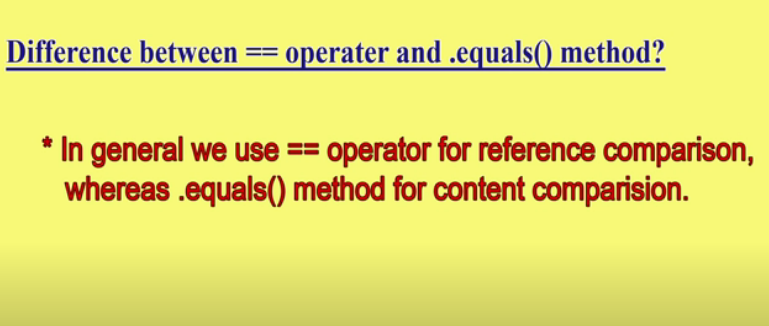 Difference between == operater and .equals() method?
* In general we use == operator for reference comparison,
whereas .equals() method for content comparision.